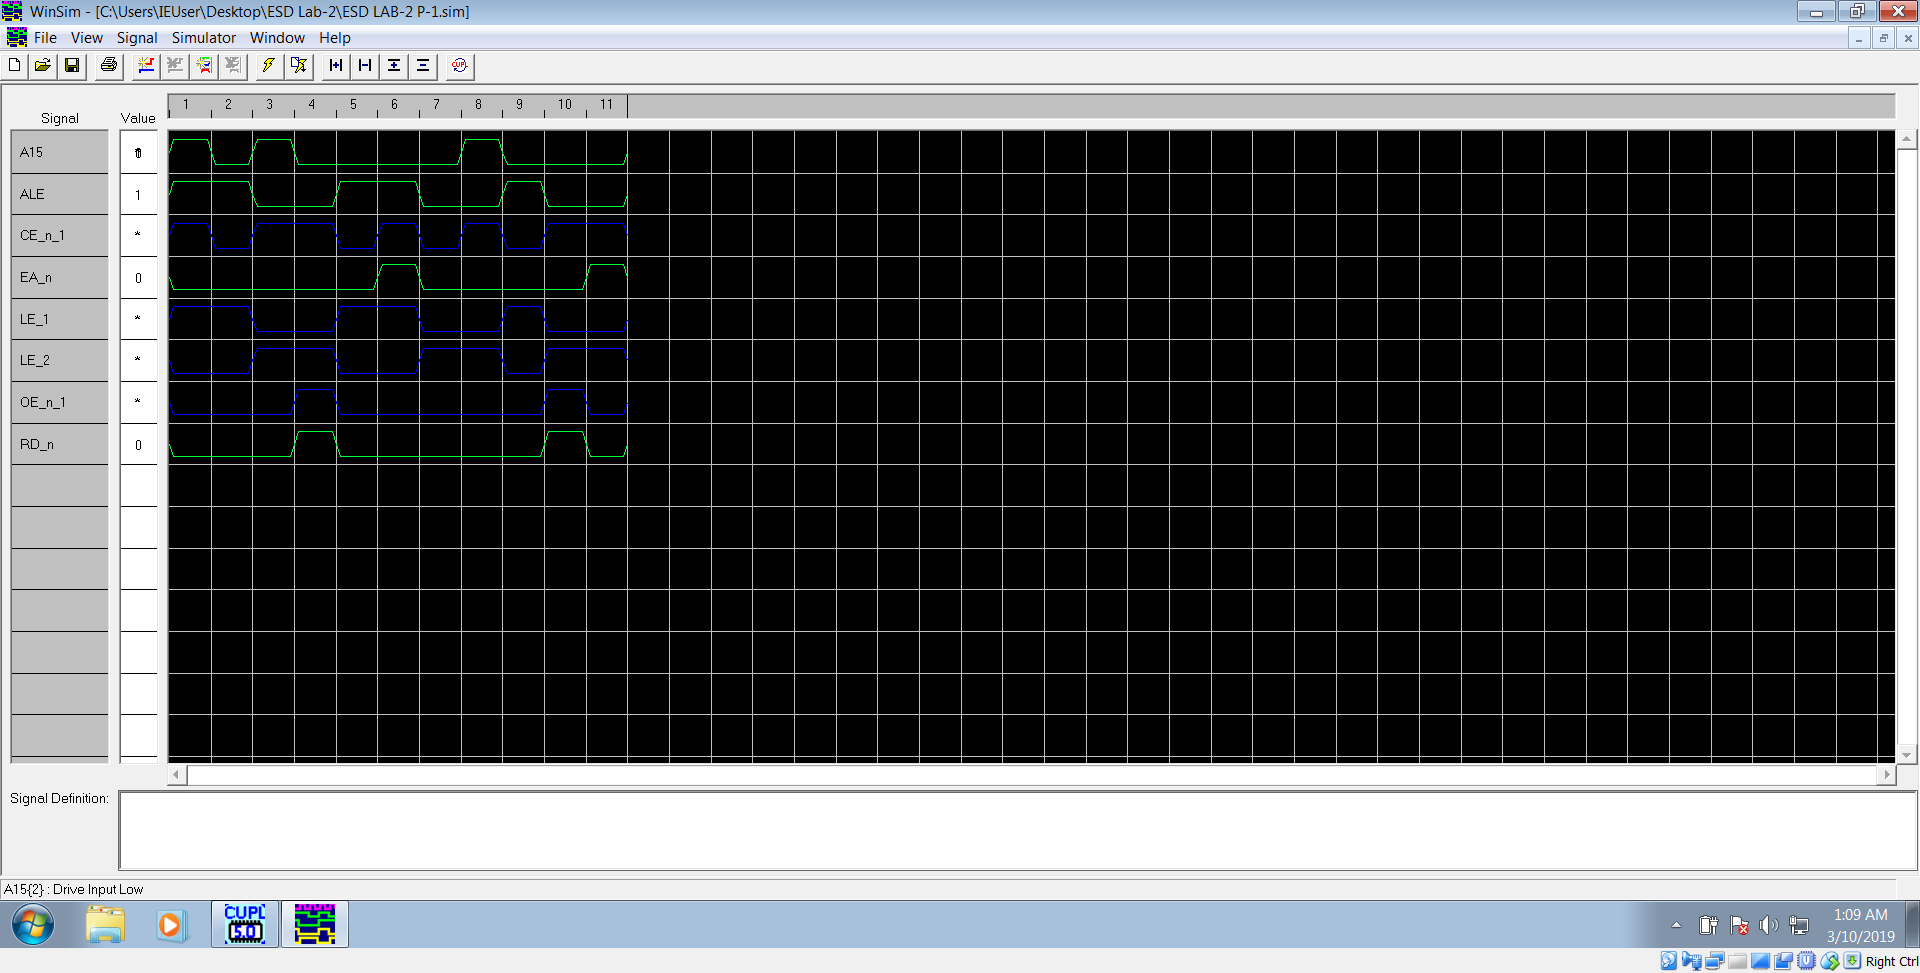 WinSim - [C:\Users\IEUser\Desktop\ESD Lab-2\ESD LAB-2 P-1.sim]
File View Signal Simulator Window Help
CUPL
Signal Value 1 2 3 4 5 6 7 8 9 10 11
A15
ALE 1
CE_n_1 *
EA_n 0
LE_1 *
LE_2 *
OE_n_1 *
RD_n 0
Signal Definition:
A15{2} : Drive Input Low
CUPL
5.0
1:09 AM
3/10/2019
Right Ctrl